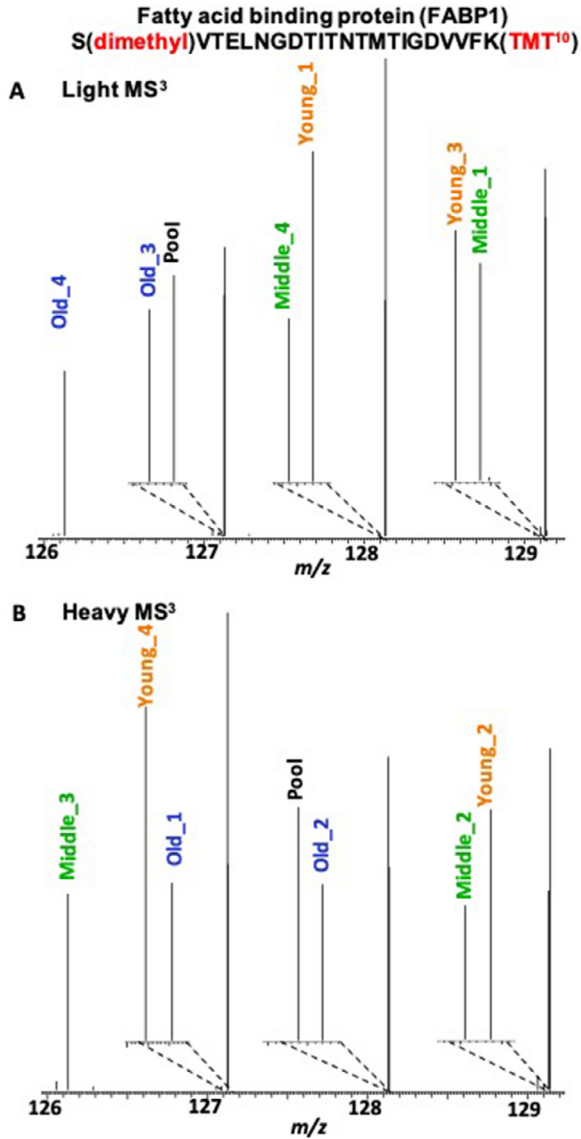 Fatty acid binding protein (FABP1)
S(dimethyl)VTELNGDTITNTMTIGDVVFK(TMT¹⁰)
A Light MS³
Old_4
Old_3
Pool
Middle_4
Young_1
Young_3
Middle_1
126 127 128 129
m/z
B Heavy MS³
Middle_3
Young_4
Old_1
Pool
Old_2
Middle_2
Young_2
126 127 128 129
m/z